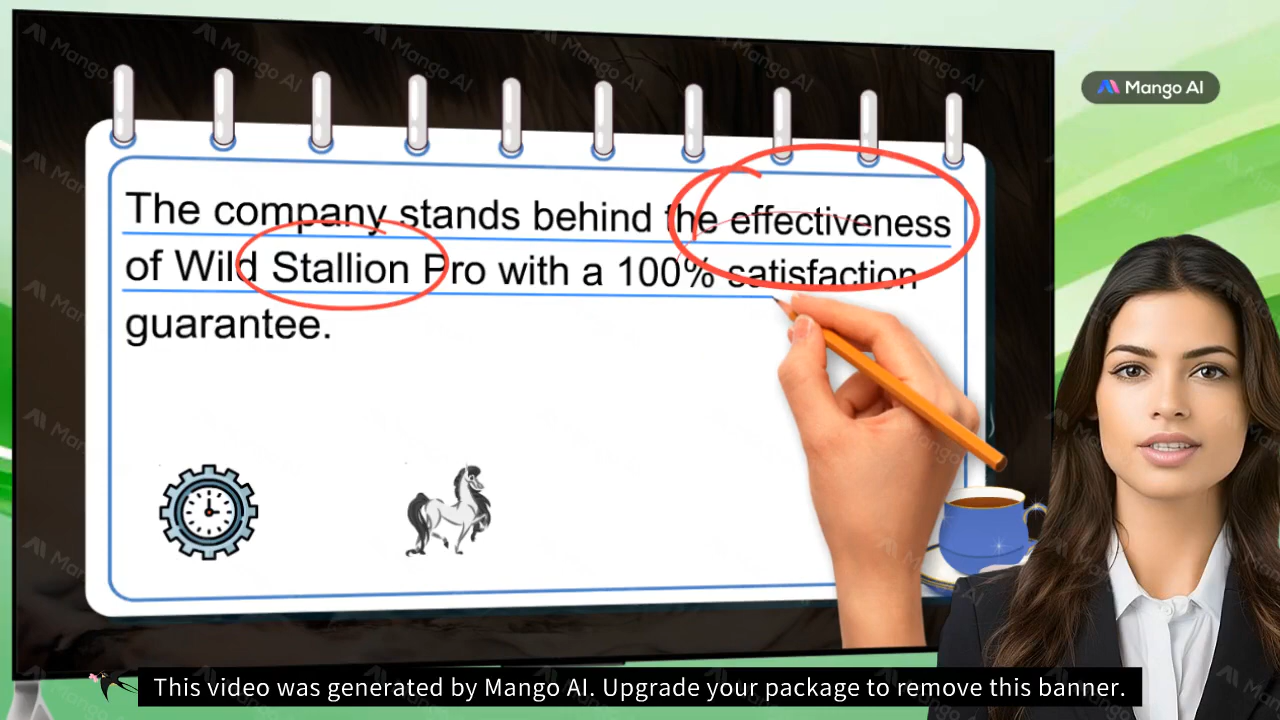 Mango AI
The company stands behind the effectiveness
of Wild Stallion Pro with a 100% satisfaction
guarantee.
This video was generated by Mango AI. Upgrade your package to remove this banner.